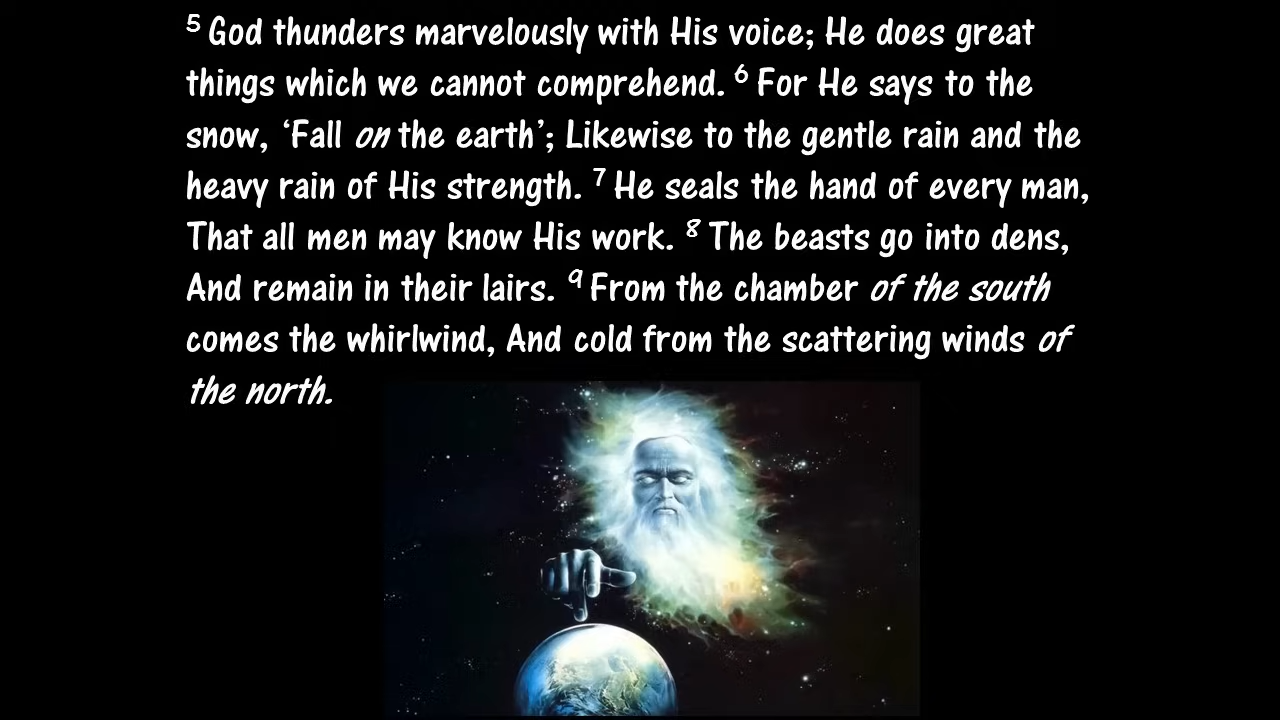 5 God thunders marvelously with His voice; He does great
things which we cannot comprehend. 6 For He says to the
snow, ‘Fall on the earth’; Likewise to the gentle rain and the
heavy rain of His strength. 7 He seals the hand of every man,
That all men may know His work. 8 The beasts go into dens,
And remain in their lairs. 9 From the chamber of the south
comes the whirlwind, And cold from the scattering winds of
the north.